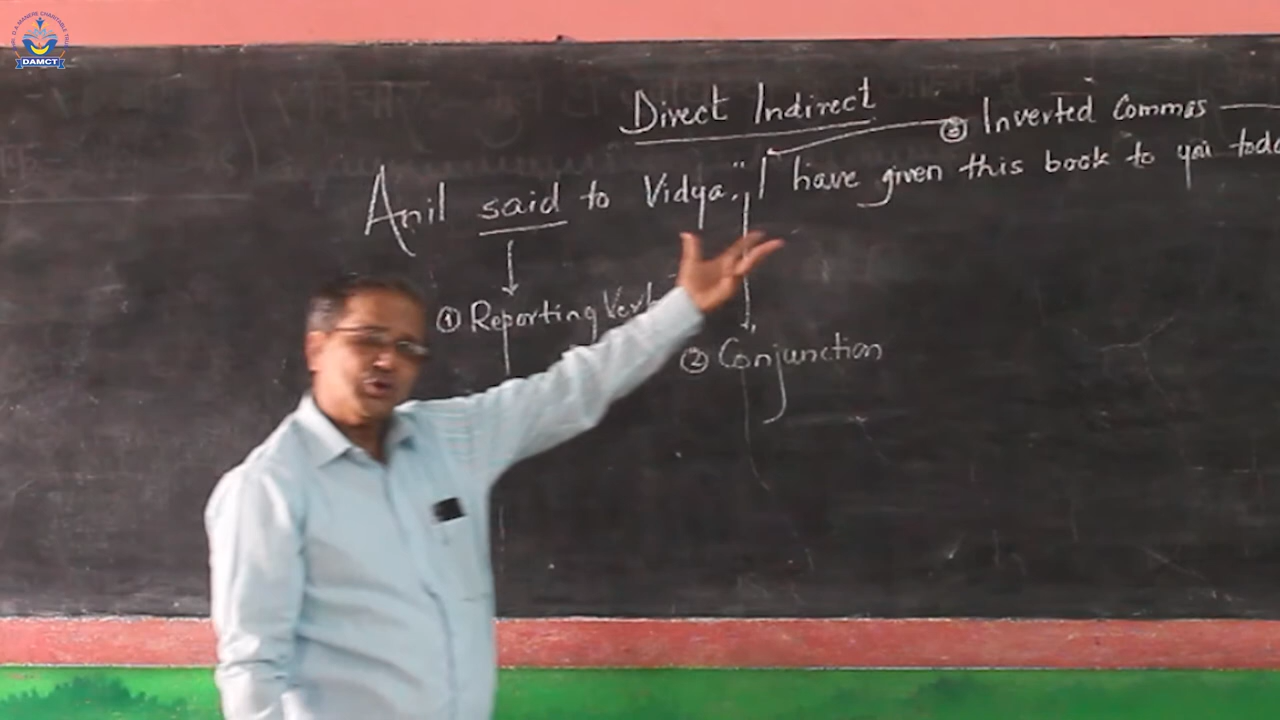 DAMCT
Direct Indirect
③ Inverted Commas
Anil said to Vidya, "I have given this book to you toda
① Reporting Verb
② Conjunction